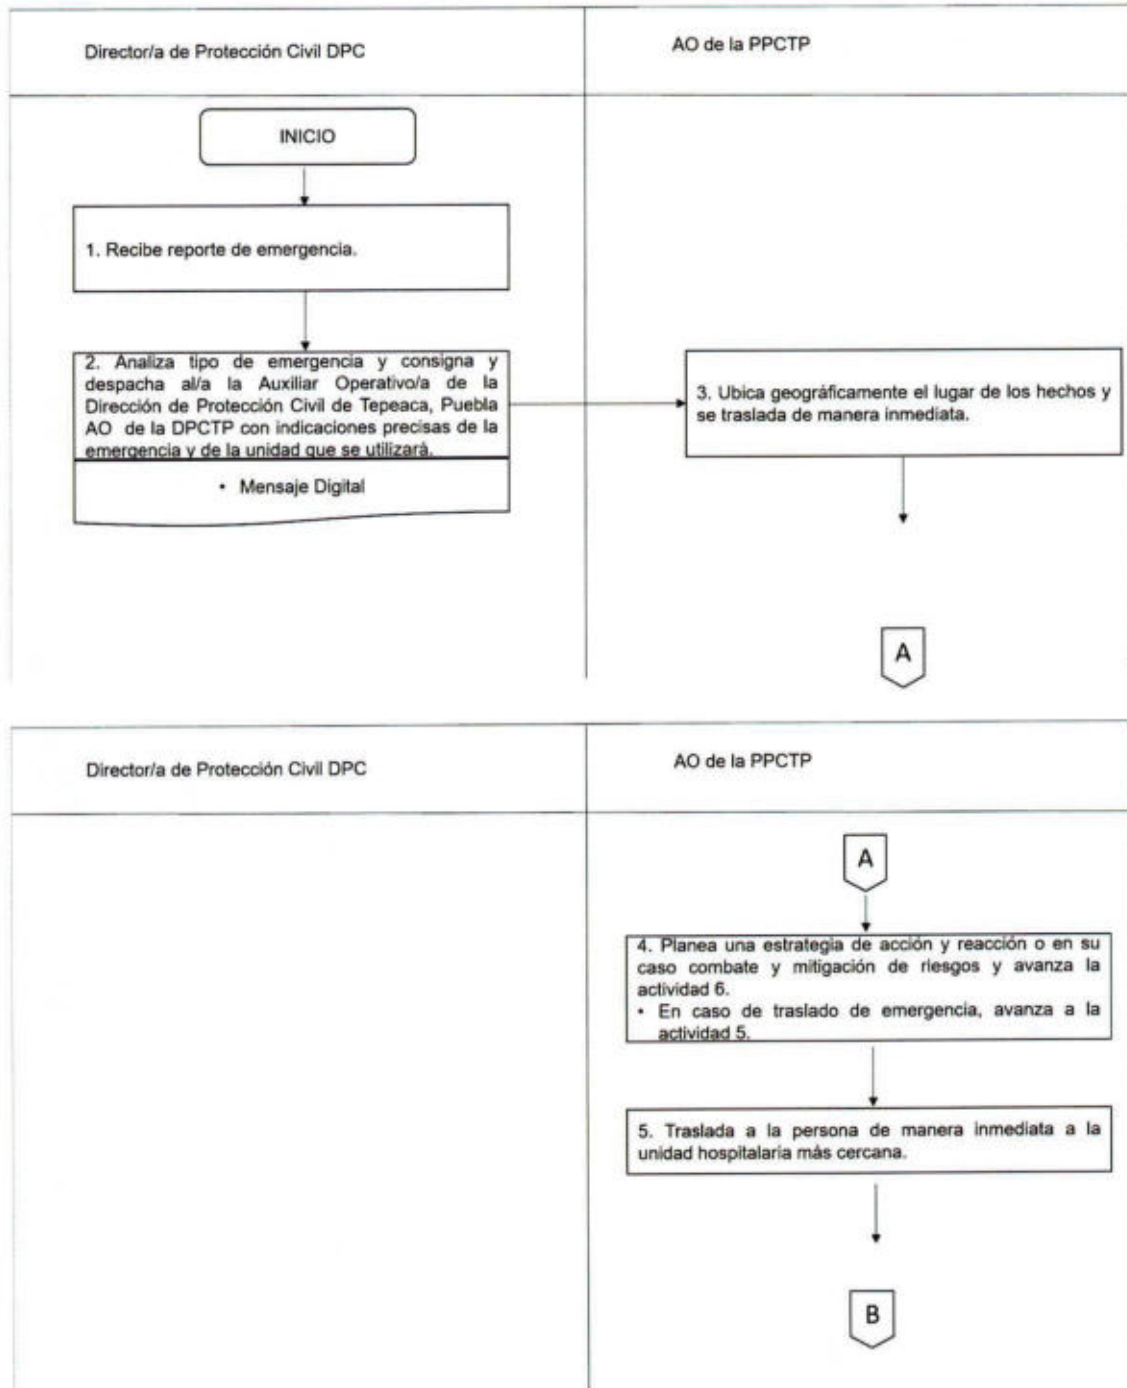 Director/a de Protección Civil DPC
AO de la PPCTP
INICIO
1. Recibe reporte de emergencia.
2. Analiza tipo de emergencia y consigna y
despacha al/a la Auxiliar Operativo/a de la
Dirección de Protección Civil de Tepeaca, Puebla
AO de la DPCTP con indicaciones precisas de la
emergencia y de la unidad que se utilizará.
• Mensaje Digital
3. Ubica geográficamente el lugar de los hechos y
se traslada de manera inmediata.
A
Director/a de Protección Civil DPC
AO de la PPCTP
A
4. Planea una estrategia de acción y reacción o en su
caso combate y mitigación de riesgos y avanza la
actividad 6.
• En caso de traslado de emergencia, avanza a la
actividad 5.
5. Traslada a la persona de manera inmediata a la
unidad hospitalaria más cercana.
B